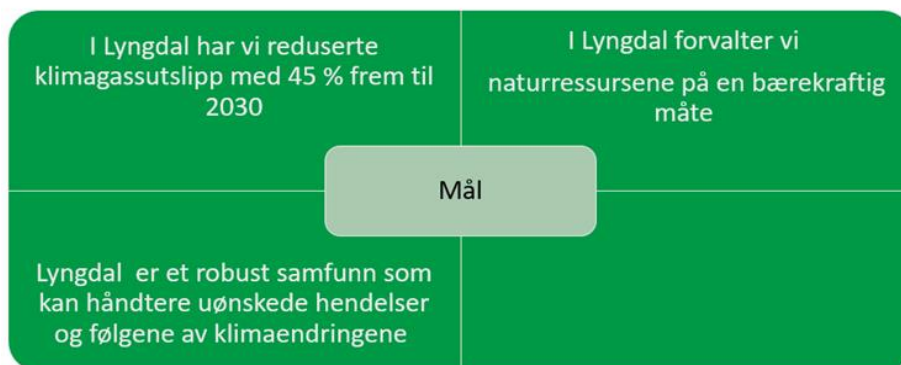 I Lyngdal har vi reduserte
klimagassutslipp med 45 % frem til
2030
I Lyngdal forvalter vi
naturressursene på en bærekraftig
måte
Mål
Lyngdal er et robust samfunn som
kan håndtere uønskede hendelser
og følgene av klimaendringene